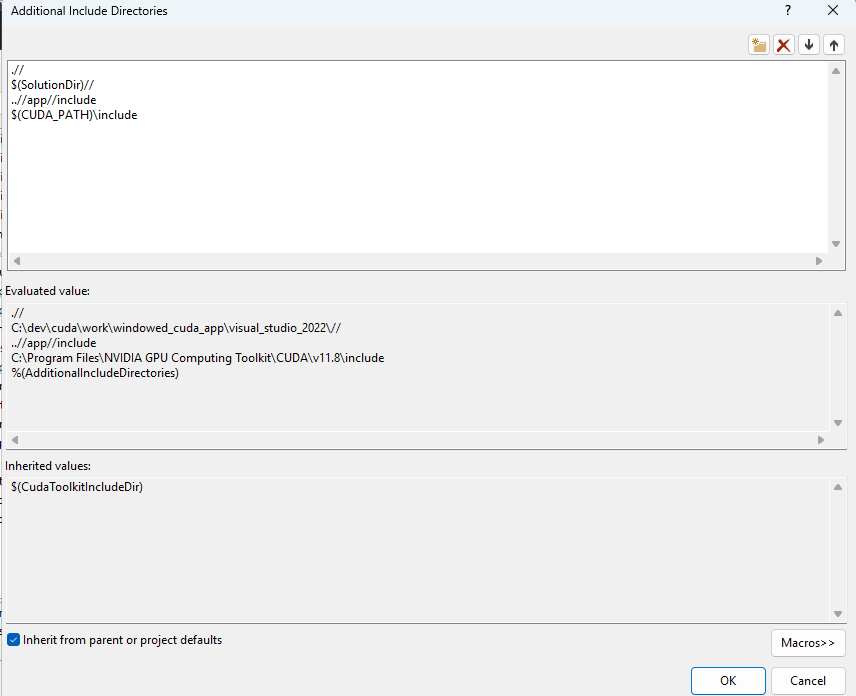 Additional Include Directories
?
.//
$(SolutionDir)//
..//app//include
$(CUDA_PATH)\include
Evaluated value:
.//
C:\dev\cuda\work\windowed_cuda_app\visual_studio_2022\//
..//app//include
C:\Program Files\NVIDIA GPU Computing Toolkit\CUDA\v11.8\include
%(AdditionalIncludeDirectories)
Inherited values:
$(CudaToolkitIncludeDir)
Inherit from parent or project defaults
Macros>>
OK
Cancel